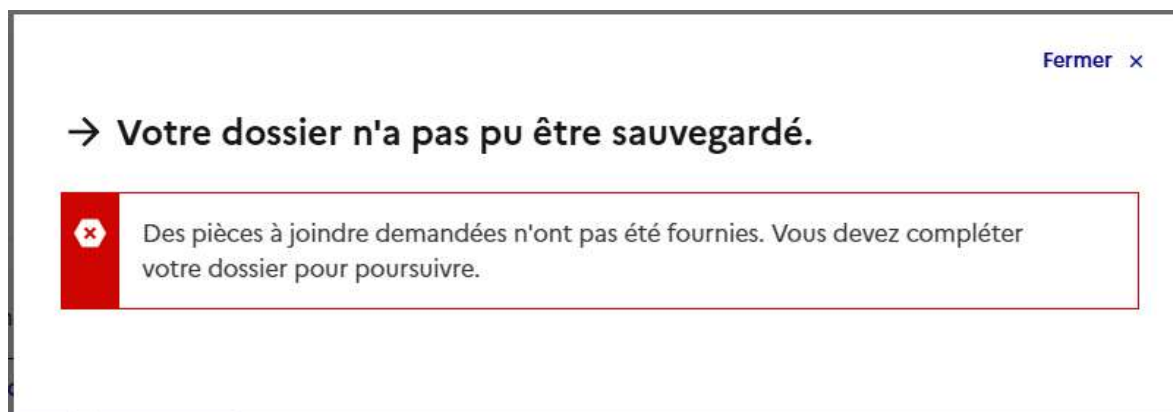 Fermer ×
→ Votre dossier n'a pas pu être sauvegardé.
Des pièces à joindre demandées n'ont pas été fournies. Vous devez compléter
votre dossier pour poursuivre.